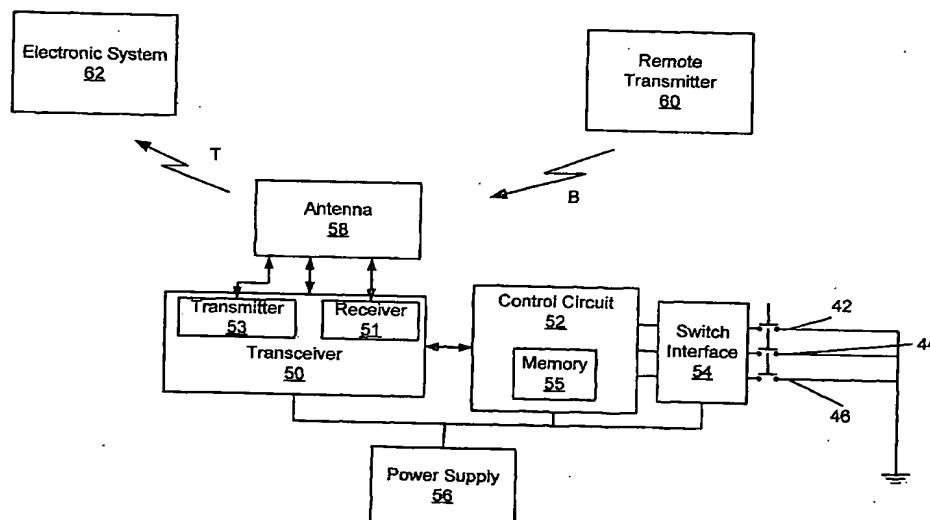 Electronic System
62
Remote
Transmitter
60
T
B
Antenna
58
Transmitter
53
Receiver
51
Transceiver
50
Control Circuit
52
Memory
55
Switch
Interface
54
42
44
46
Power Supply
56